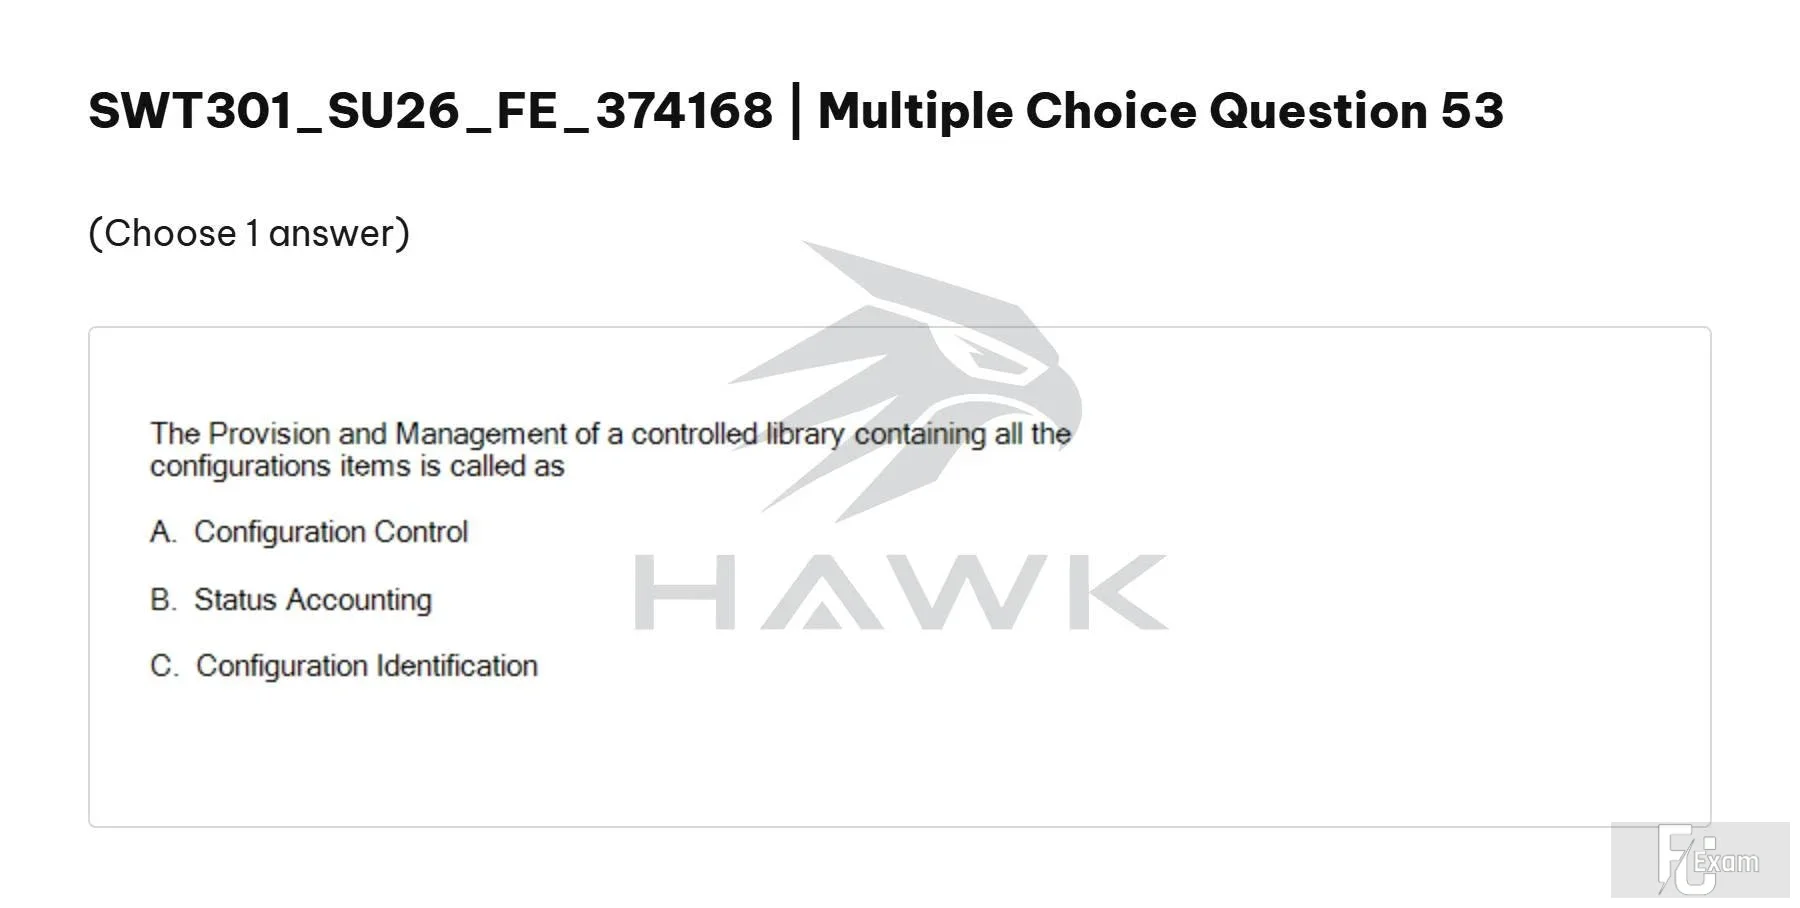 SWT301_SU26_FE_374168 | Multiple Choice Question 53
(Choose 1 answer)
The Provision and Management of a controlled library containing all the
configurations items is called as
A. Configuration Control
B. Status Accounting
C. Configuration Identification
HAWK
FU Exam